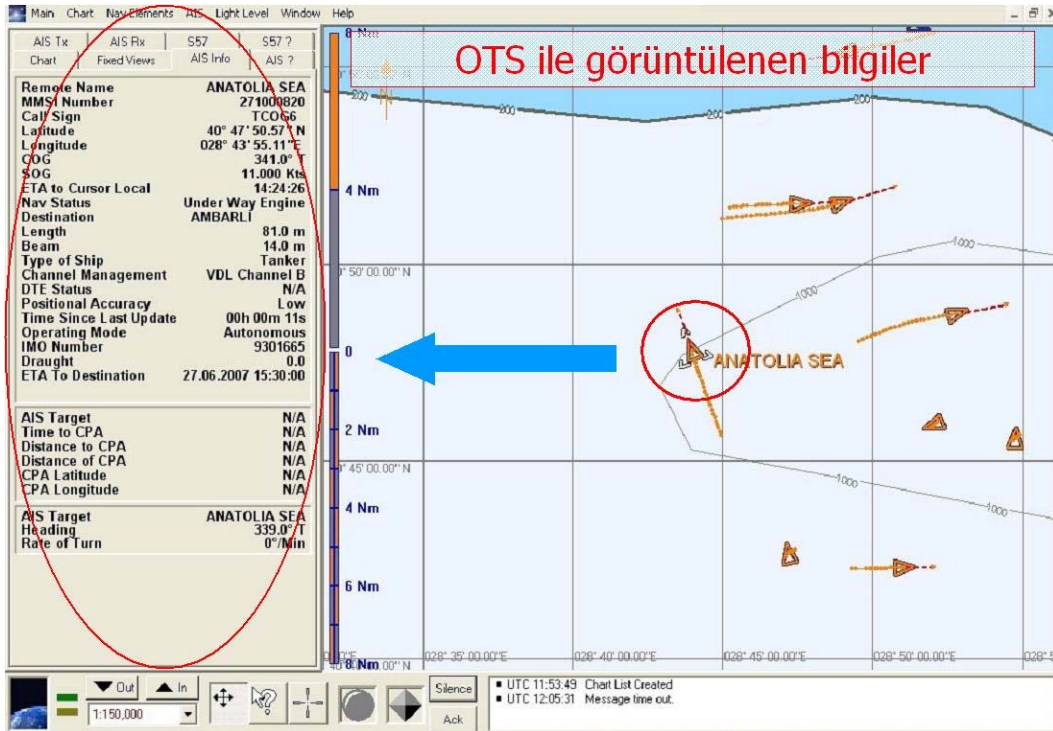 Main Chart Nav Elements AIS Light Level Window Help
AIS Tx AIS Rx S57 S57 ?
Chart Fixed Views AIS Info AIS ?
OTS ile görüntülenen bilgiler
Remote Name ANATOLIA SEA
MMSI Number 271000820
Call Sign TCOG6
Latitude 40° 47' 50.57" N
Longitude 028° 43' 55.11"E
COG 341.0° T
SOG 11.000 Kts
ETA to Cursor Local 14:24:26
Nav Status Under Way Engine
Destination AMBARLI
Length 81.0 m
Beam 14.0 m
Type of Ship Tanker
Channel Management VDL Channel B
DTE Status N/A
Positional Accuracy Low
Time Since Last Update 00h 00m 11s
Operating Mode Autonomous
IMO Number 9301665
Draught 0.0
ETA To Destination 27.06.2007 15:30:00
AIS Target N/A
Time to CPA N/A
Distance to CPA N/A
Distance of CPA N/A
CPA Latitude N/A
CPA Longitude N/A
AIS Target ANATOLIA SEA
Heading 339.0°T
Rate of Turn 0°/Min
8 Nm
4 Nm
0
2 Nm
4 Nm
6 Nm
8 Nm
200 200 200 200
1000
1000
ANATOLIA SEA
1000
1000
50' 00.00" N
45' 00.00" N
028° 35' 00.00"E 028° 40' 00.00"E 028° 45' 00.00"E 028° 50' 00.00"E
Out In
1:150,000
Silence
Ack
UTC 11:53:49 Chart List Created
UTC 12:05:31 Message time out.